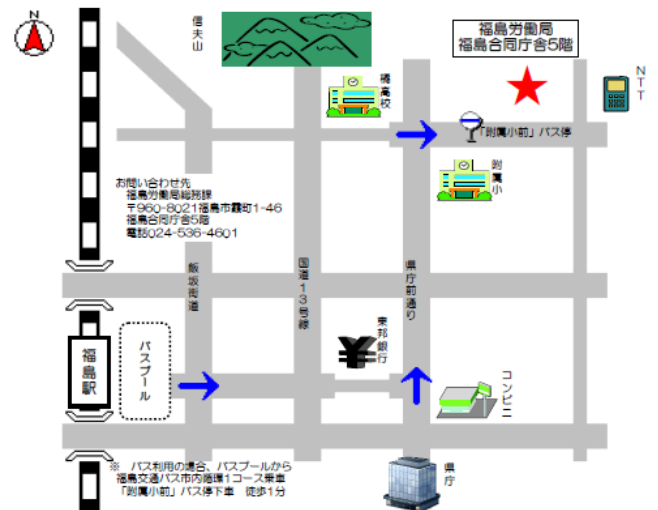 信夫山
福島労働局
福島合同庁舎5階
橘高校
NTT
「附属小前」バス停
附属小
お問い合わせ先
福島労働局総務課
〒960-8021福島市霞町1-46
福島合同庁舎5階
電話024-536-4601
飯坂街道
国道13号線
県庁前通り
東邦銀行
福島駅
バスプール
コンビニ
県庁
※ バス利用の場合、バスプールから
福島交通バス市内循環1コース乗車
「附属小前」バス停下車 徒歩1分